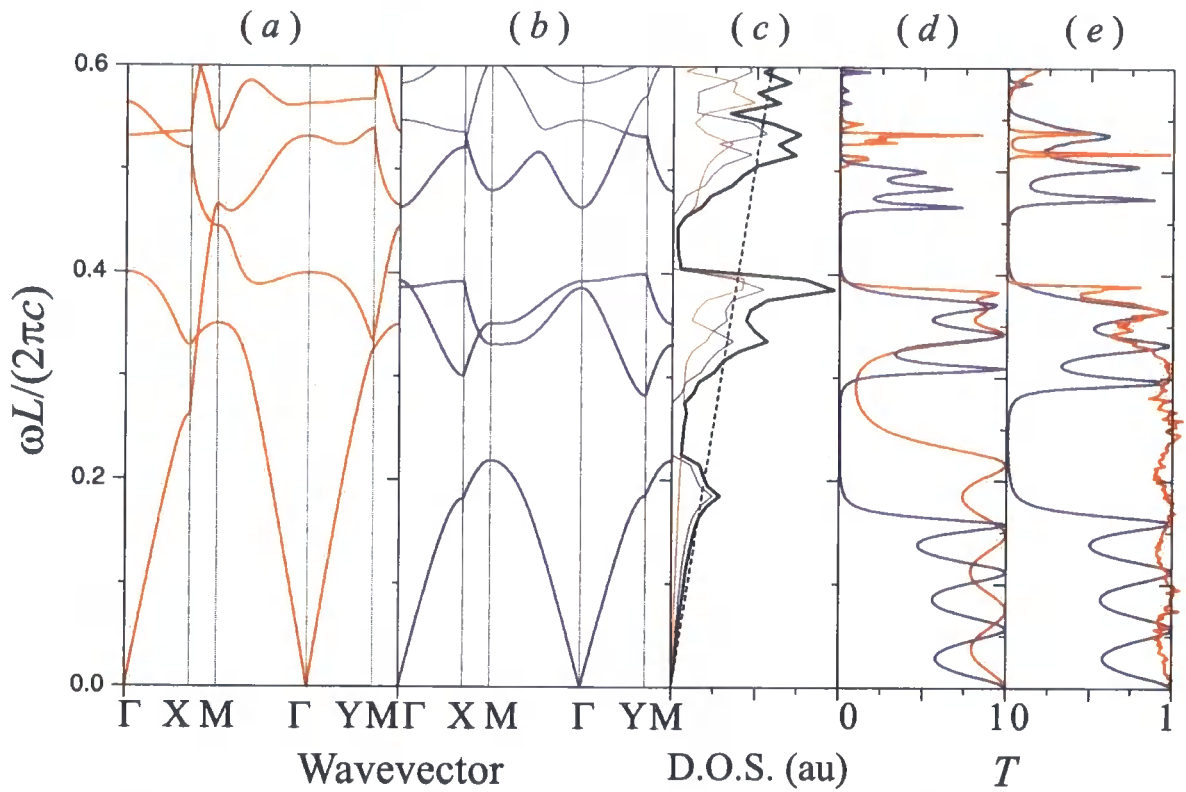 (a) (b) (c) (d) (e)
0.6
0.4
0.2
0.0
ωL/(2πc)
Γ X M Γ Y M Γ X M Γ Y M 0 1 0 1
Wavevector D.O.S. (au) T